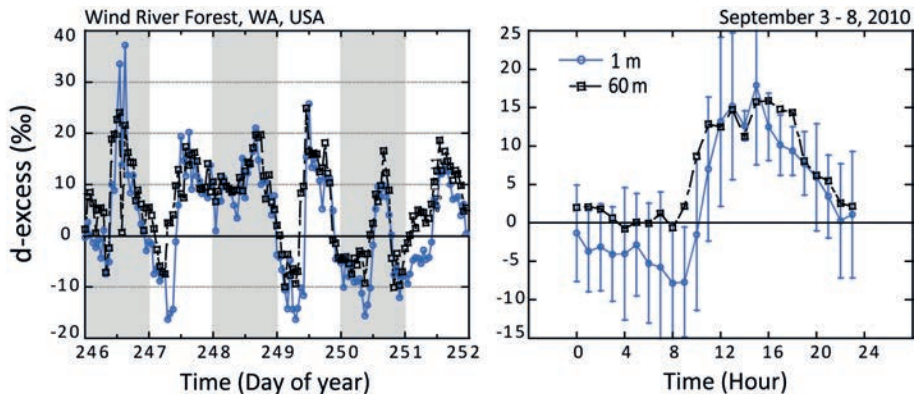 Wind River Forest, WA, USA
September 3 - 8, 2010
d-excess (‰)
40
30
20
10
0
-10
-20
246 247 248 249 250 251 252
Time (Day of year)
25
20
15
10
5
0
-5
-10
-15
0 4 8 12 16 20 24
Time (Hour)
1 m
60 m